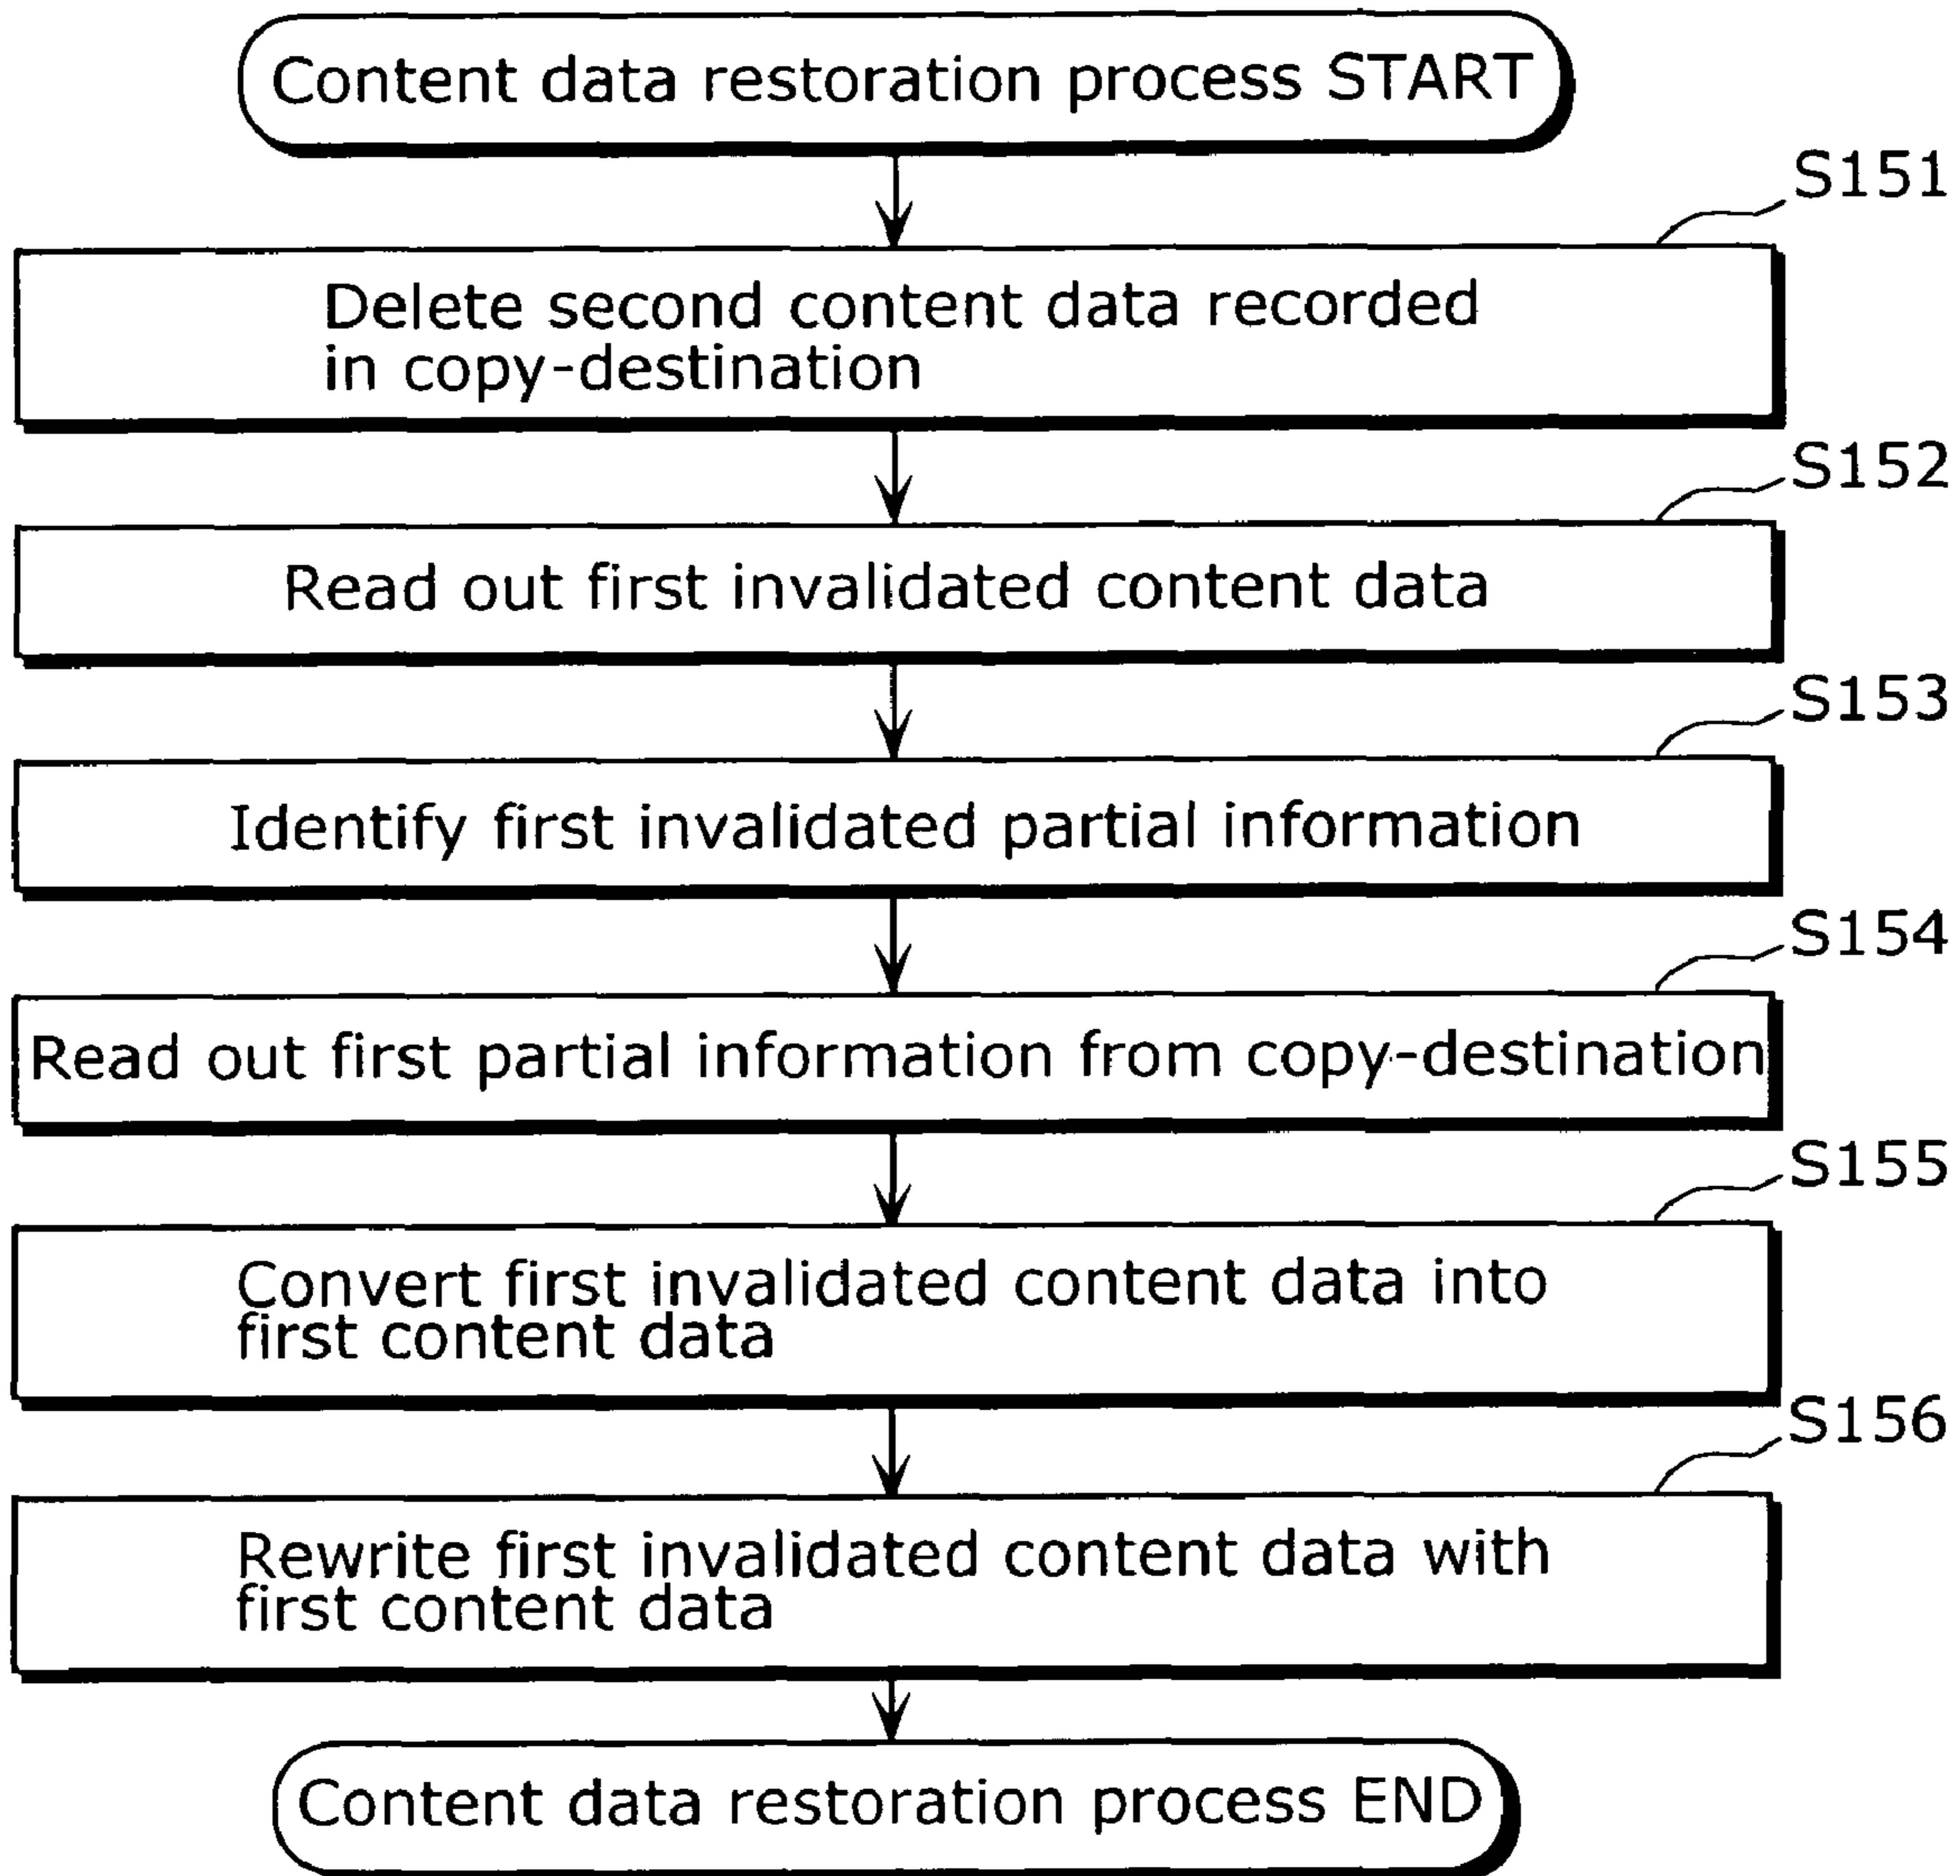 Content data restoration process START
S151
Delete second content data recorded
in copy-destination
S152
Read out first invalidated content data
S153
Identify first invalidated partial information
S154
Read out first partial information from copy-destination
S155
Convert first invalidated content data into
first content data
S156
Rewrite first invalidated content data with
first content data
Content data restoration process END